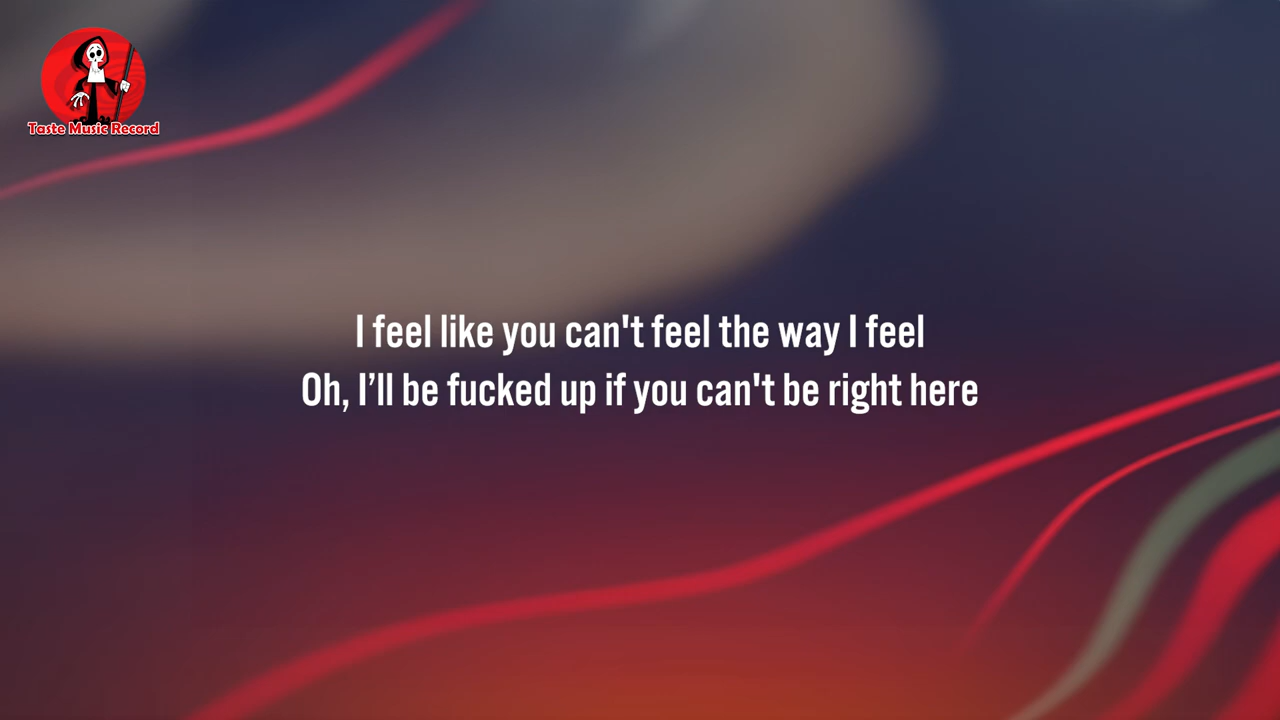 Taste Music Record
I feel like you can't feel the way I feel
Oh, I’ll be fucked up if you can't be right here